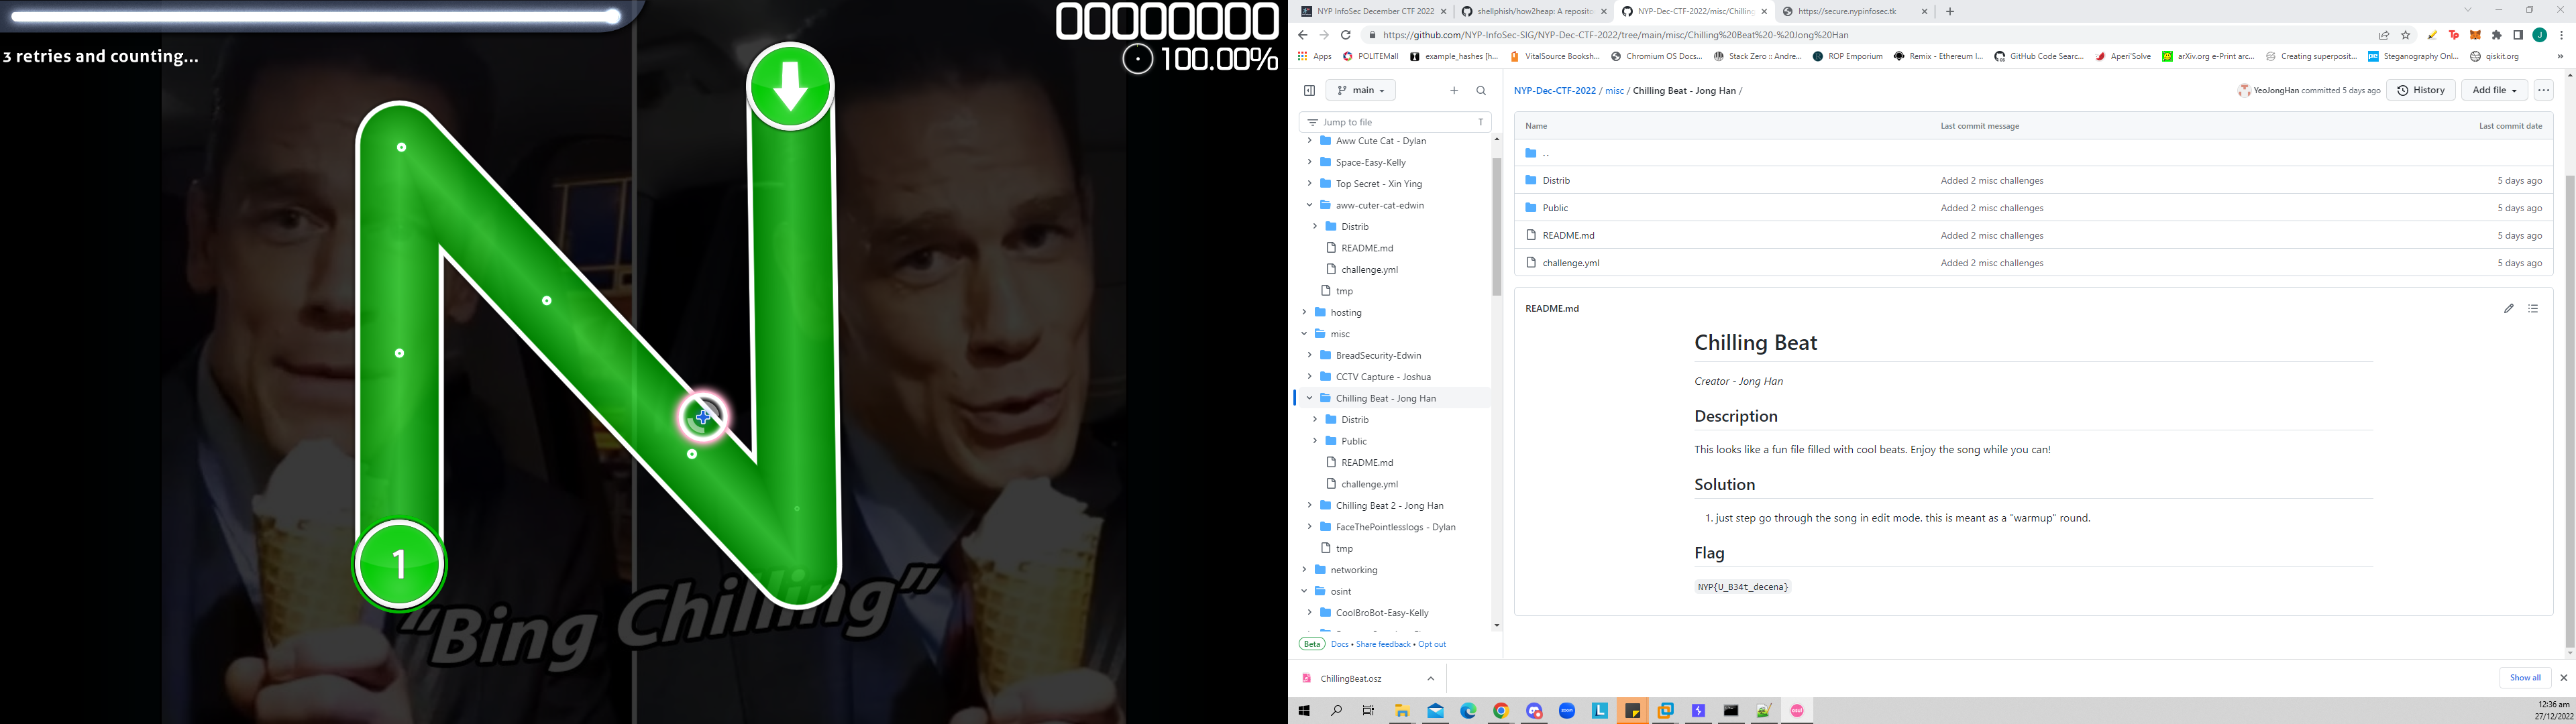 00000000
3 retries and counting...
100.00%
1
"Bing Chilling"
NYP InfoSec December CTF 2022
shellphish/how2heap: A reposito
NYP-Dec-CTF-2022/misc/Chilling
https://secure.nypinfosec.tk
https://github.com/NYP-InfoSec-SIG/NYP-Dec-CTF-2022/tree/main/misc/Chilling%20Beat%20-%20Jong%20Han
Apps
POLITEMall
example_hashes [h...
VitalSource Booksh...
Chromium OS Docs...
Stack Zero :: Andre...
ROP Emporium
Remix - Ethereum I...
GitHub Code Searc...
Aperi'Solve
arXiv.org e-Print arc...
Creating superposit...
Steganography Onl...
qiskit.org
main
Jump to file
T
Aww Cute Cat - Dylan
Space-Easy-Kelly
Top Secret - Xin Ying
aww-cuter-cat-edwin
Distrib
README.md
challenge.yml
tmp
hosting
misc
BreadSecurity-Edwin
CCTV Capture - Joshua
Chilling Beat - Jong Han
Distrib
Public
README.md
challenge.yml
Chilling Beat 2 - Jong Han
FaceThePointlesslogs - Dylan
tmp
networking
osint
CoolBroBot-Easy-Kelly
Beta Docs • Share feedback • Opt out
NYP-Dec-CTF-2022 / misc / Chilling Beat - Jong Han /
YeoJongHan committed 5 days ago
History
Add file
Name Last commit message Last commit date
..
Distrib Added 2 misc challenges 5 days ago
Public Added 2 misc challenges 5 days ago
README.md Added 2 misc challenges 5 days ago
challenge.yml Added 2 misc challenges 5 days ago
README.md
Chilling Beat
Creator - Jong Han
Description
This looks like a fun file filled with cool beats. Enjoy the song while you can!
Solution
1. just step go through the song in edit mode. this is meant as a "warmup" round.
Flag
NYP{U_B34t_decena}
ChillingBeat.osz
Show all
12:36 am
27/12/2022